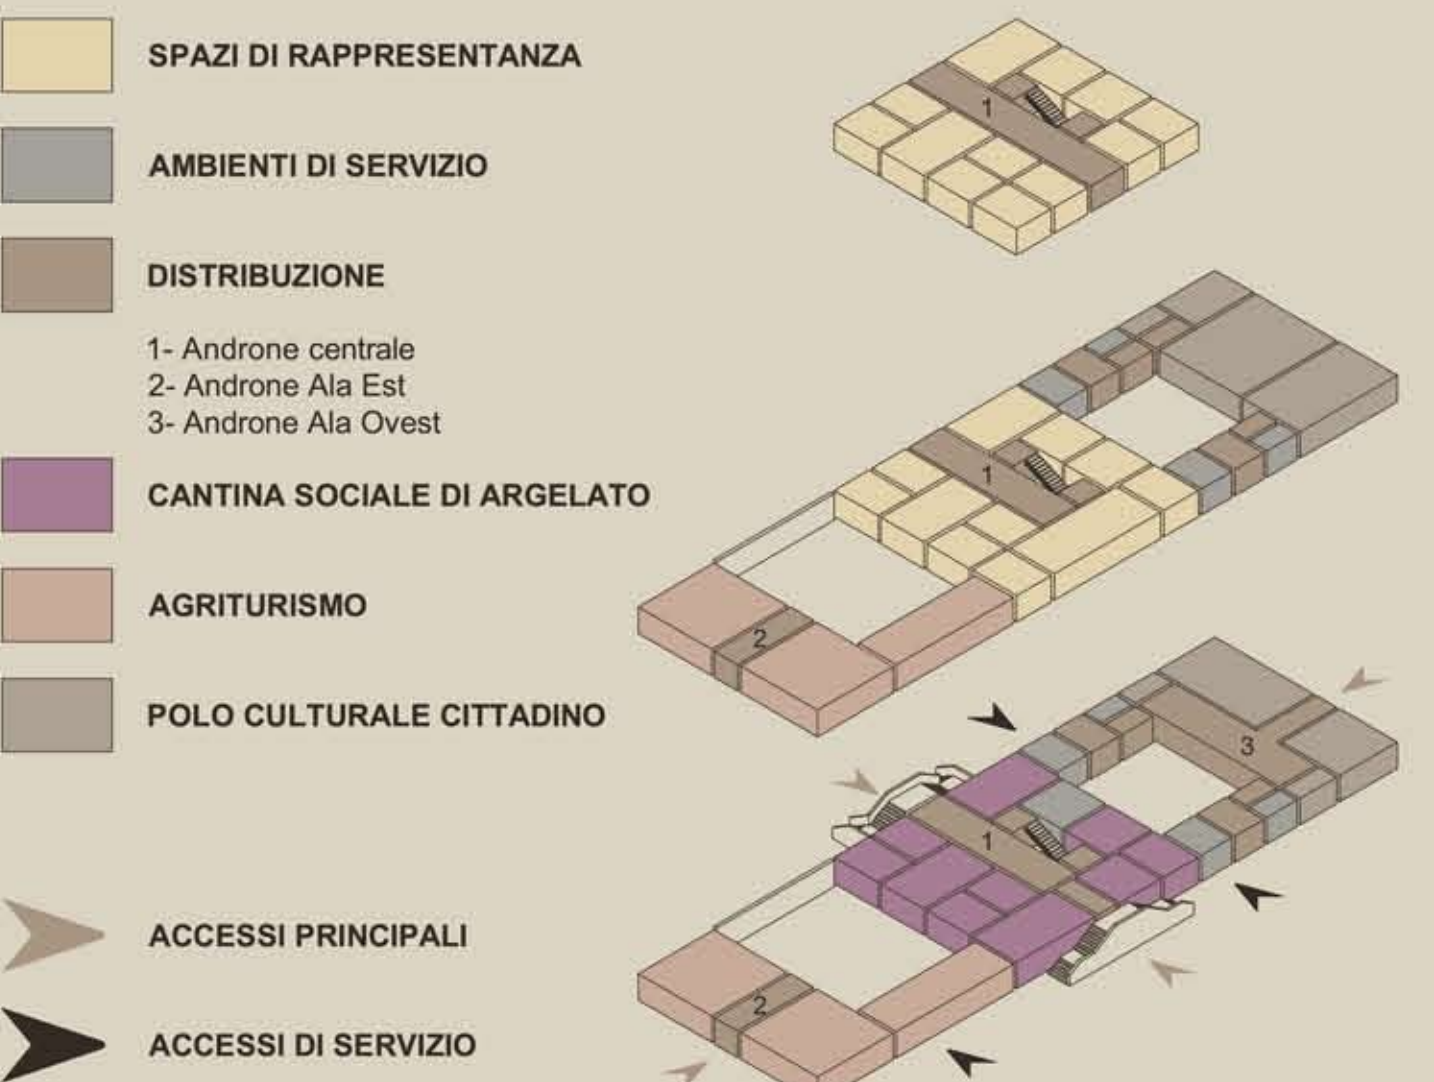 SPAZI DI RAPPRESENTANZA
AMBIENTI DI SERVIZIO
DISTRIBUZIONE
1- Androne centrale
2- Androne Ala Est
3- Androne Ala Ovest
CANTINA SOCIALE DI ARGELATO
AGRITURISMO
POLO CULTURALE CITTADINO
ACCESSI PRINCIPALI
ACCESSI DI SERVIZIO
1
1
2
3
1
2